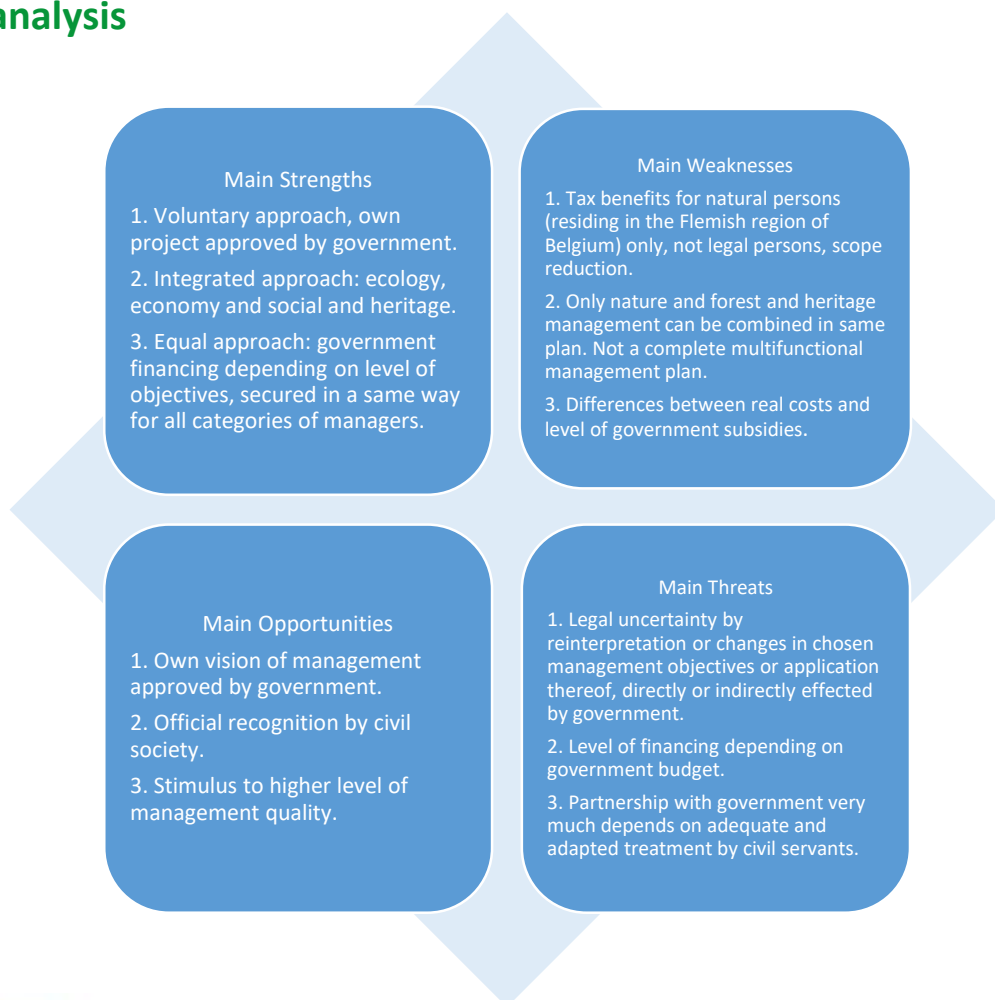 analysis
Main Strengths
1. Voluntary approach, own
project approved by government.
2. Integrated approach: ecology,
economy and social and heritage.
3. Equal approach: government
financing depending on level of
objectives, secured in a same way
for all categories of managers.
Main Weaknesses
1. Tax benefits for natural persons
(residing in the Flemish region of
Belgium) only, not legal persons, scope
reduction.
2. Only nature and forest and heritage
management can be combined in same
plan. Not a complete multifunctional
management plan.
3. Differences between real costs and
level of government subsidies.
Main Opportunities
1. Own vision of management
approved by government.
2. Official recognition by civil
society.
3. Stimulus to higher level of
management quality.
Main Threats
1. Legal uncertainty by
reinterpretation or changes in chosen
management objectives or application
thereof, directly or indirectly effected
by government.
2. Level of financing depending on
government budget.
3. Partnership with government very
much depends on adequate and
adapted treatment by civil servants.